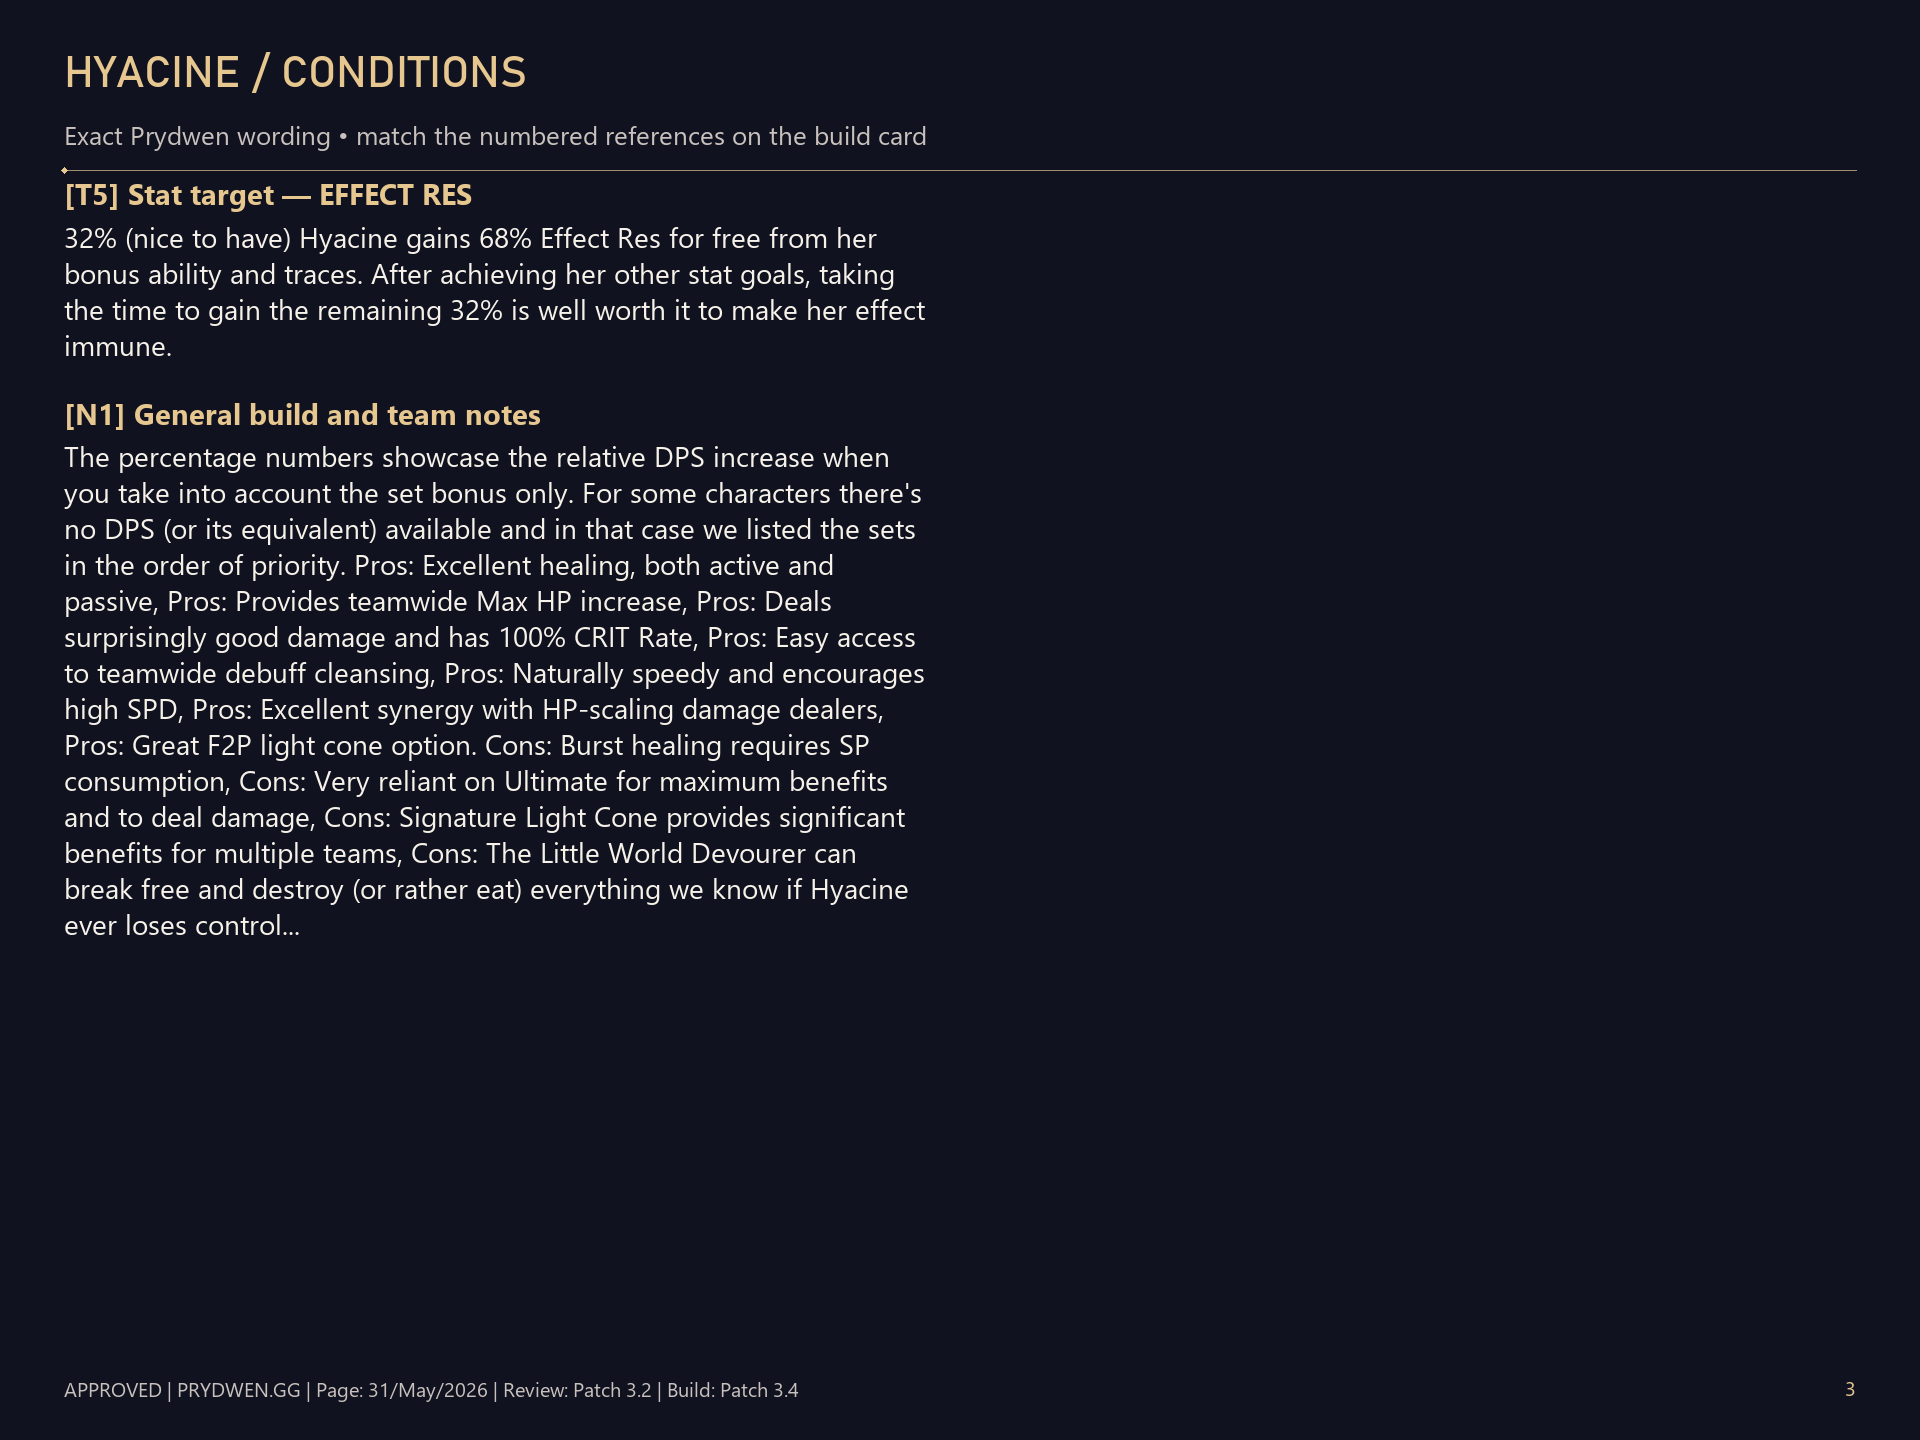 HYACINE / CONDITIONS
Exact Prydwen wording • match the numbered references on the build card
[T5] Stat target — EFFECT RES
32% (nice to have) Hyacine gains 68% Effect Res for free from her
bonus ability and traces. After achieving her other stat goals, taking
the time to gain the remaining 32% is well worth it to make her effect
immune.
[N1] General build and team notes
The percentage numbers showcase the relative DPS increase when
you take into account the set bonus only. For some characters there's
no DPS (or its equivalent) available and in that case we listed the sets
in the order of priority. Pros: Excellent healing, both active and
passive, Pros: Provides teamwide Max HP increase, Pros: Deals
surprisingly good damage and has 100% CRIT Rate, Pros: Easy access
to teamwide debuff cleansing, Pros: Naturally speedy and encourages
high SPD, Pros: Excellent synergy with HP-scaling damage dealers,
Pros: Great F2P light cone option. Cons: Burst healing requires SP
consumption, Cons: Very reliant on Ultimate for maximum benefits
and to deal damage, Cons: Signature Light Cone provides significant
benefits for multiple teams, Cons: The Little World Devourer can
break free and destroy (or rather eat) everything we know if Hyacine
ever loses control...
APPROVED | PRYDWEN.GG | Page: 31/May/2026 | Review: Patch 3.2 | Build: Patch 3.4
3